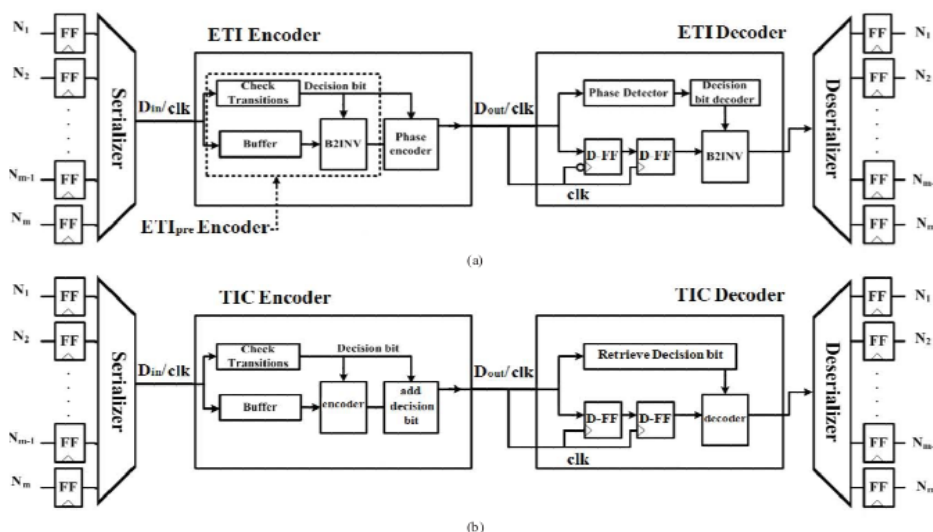 ETI Encoder
ETI Decoder
N1
FF
N2
FF
Nm-1
FF
Nm
FF
Serializer
Din/clk
Check
Transitions
Decision bit
Buffer
B2INV
Phase
encoder
ETIpre Encoder
Dout/clk
Phase Detector
Decision
bit decoder
D-FF
D-FF
B2INV
clk
Deserializer
FF
N1
FF
N2
FF
Nm-
FF
Nm
(a)
TIC Encoder
TIC Decoder
N1
FF
N2
FF
Nm-1
FF
Nm
FF
Serializer
Din/clk
Check
Transitions
Decision bit
Buffer
encoder
add
decision
bit
Dout/clk
Retrieve Decision bit
D-FF
D-FF
decoder
clk
Deserializer
FF
N1
FF
N2
FF
Nm-
FF
Nm
(b)